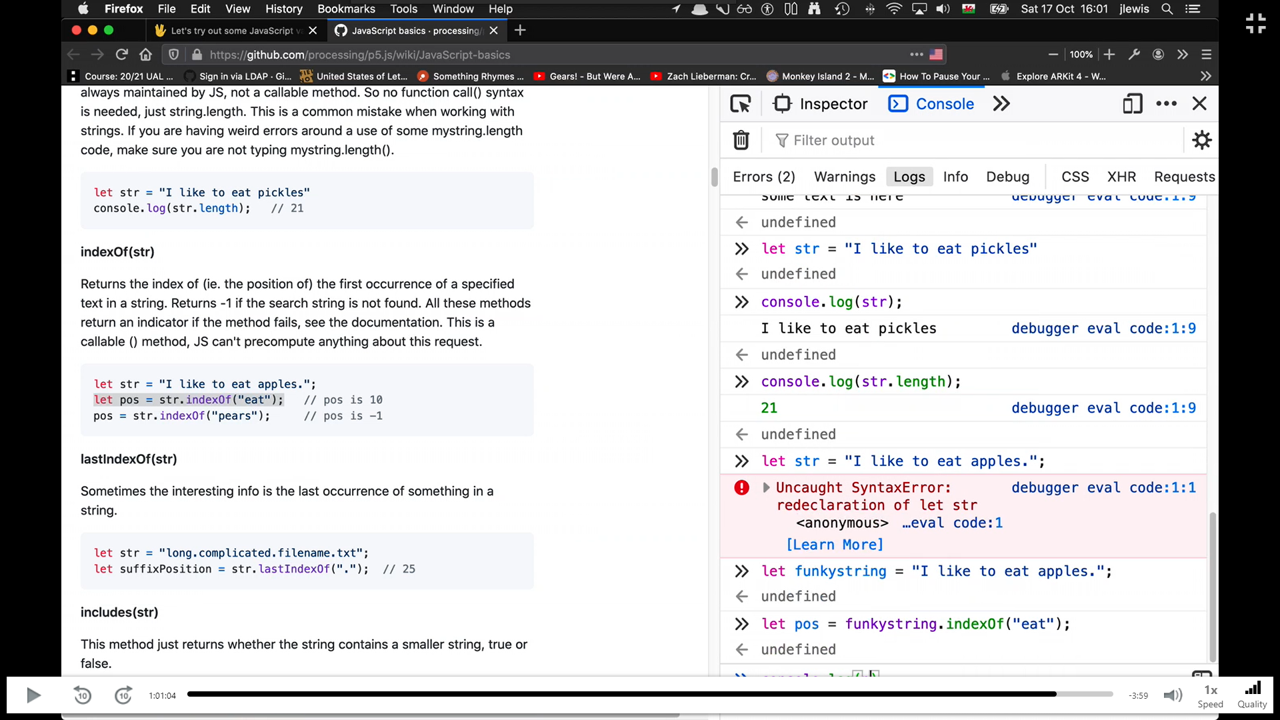 Firefox File Edit View History Bookmarks Tools Window Help Sat 17 Oct 16:01 jlewis
Let's try out some JavaScript v
JavaScript basics · processing/
https://github.com/processing/p5.js/wiki/JavaScript-basics
100%
Course: 20/21 UAL ... Sign in via LDAP · Gi... United States of Let... Something Rhymes ... Gears! - But Were A... Zach Lieberman: Cr... Monkey Island 2 - M... How To Pause Your ... Explore ARKit 4 - W...
always maintained by JS, not a callable method. So no function call() syntax
is needed, just string.length. This is a common mistake when working with
strings. If you are having weird errors around a use of some mystring.length
code, make sure you are not typing mystring.length().
let str = "I like to eat pickles"
console.log(str.length); // 21
indexOf(str)
Returns the index of (ie. the position of) the first occurrence of a specified
text in a string. Returns -1 if the search string is not found. All these methods
return an indicator if the method fails, see the documentation. This is a
callable () method, JS can't precompute anything about this request.
let str = "I like to eat apples.";
let pos = str.indexOf("eat"); // pos is 10
pos = str.indexOf("pears"); // pos is -1
lastIndexOf(str)
Sometimes the interesting info is the last occurrence of something in a
string.
let str = "long.complicated.filename.txt";
let suffixPosition = str.lastIndexOf("."); // 25
includes(str)
This method just returns whether the string contains a smaller string, true or
false.
Inspector Console
Filter output
Errors (2) Warnings Logs Info Debug CSS XHR Requests
some text is here debugger eval code:1:9
undefined
let str = "I like to eat pickles"
undefined
console.log(str);
I like to eat pickles debugger eval code:1:9
undefined
console.log(str.length);
21 debugger eval code:1:9
undefined
let str = "I like to eat apples.";
Uncaught SyntaxError: debugger eval code:1:1
redeclaration of let str
<anonymous> …eval code:1
[Learn More]
let funkystring = "I like to eat apples.";
undefined
let pos = funkystring.indexOf("eat");
undefined
console.log(
10 10 1:01:04 -3:59 1x
Speed Quality